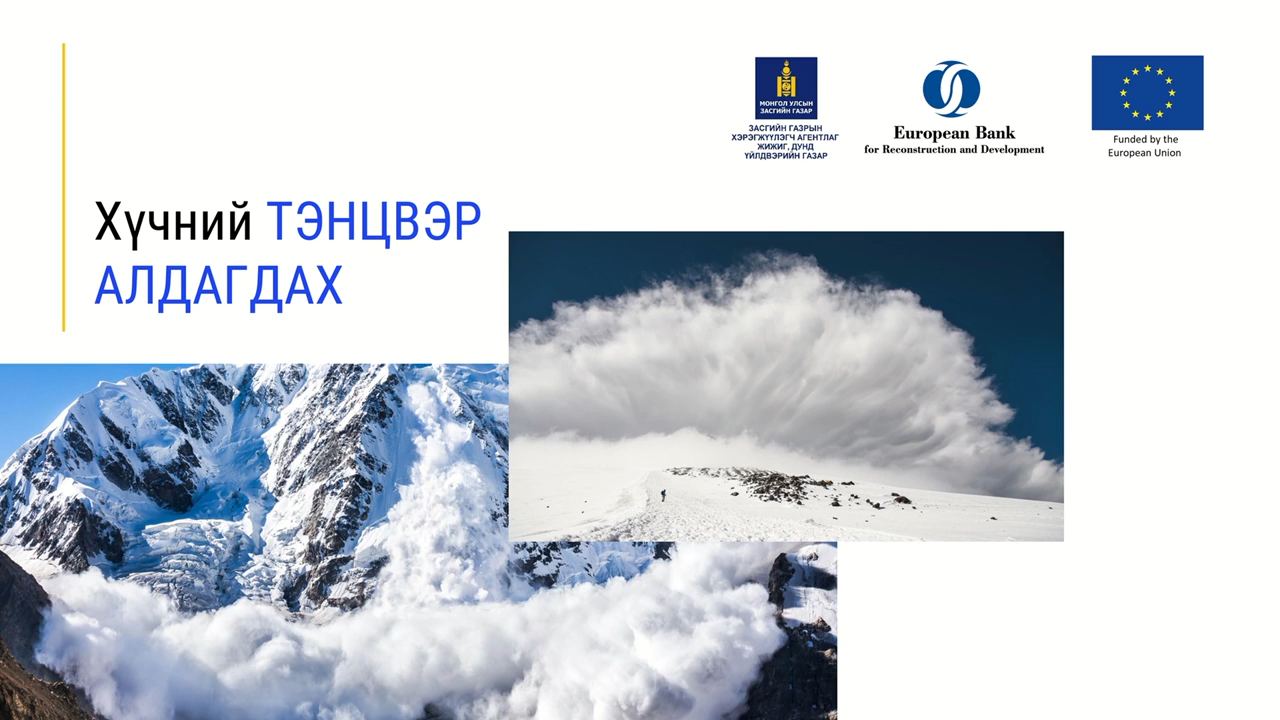 МОНГОЛ УЛСЫН
ЗАСГИЙН ГАЗАР
ЗАСГИЙН ГАЗРЫН
ХЭРЭГЖҮҮЛЭГЧ АГЕНТЛАГ
ЖИЖИГ, ДУНД
ҮЙЛДВЭРИЙН ГАЗАР
European Bank
for Reconstruction and Development
Funded by the
European Union
Хүчний ТЭНЦВЭР
АЛДАГДАХ